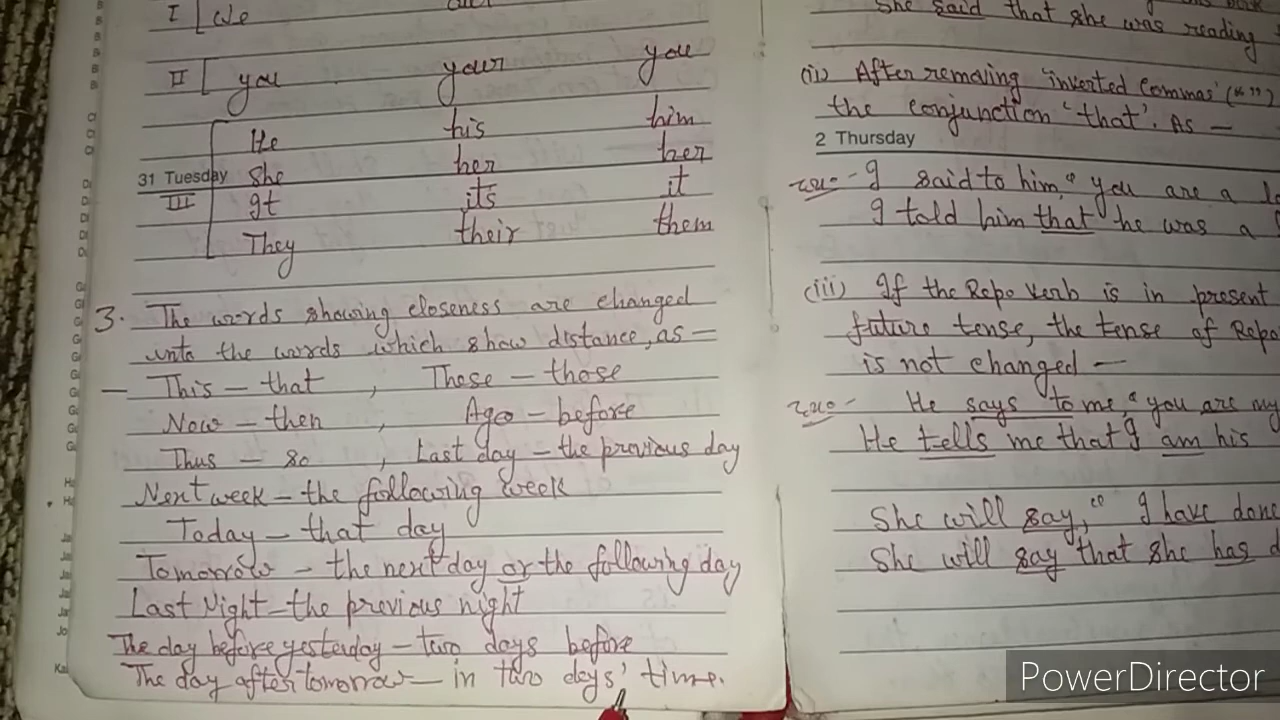 I We
II you your you
He his him
31 Tuesday She her her
III It its it
They their them
3. The words showing closeness are changed
unto the words which show distance, as —
— This – that , These – those
Now – then , Ago – before
Thus – so , Last day – the previous day
Next week – the following week
Today – that day
Tomorrow – the next day or the following day
Last Night – the previous night
The day before yesterday – two days before
The day after tomorrow – in two days' time.
She said that she was reading
(ii) After removing 'inverted commas' (" ")
the conjunction 'that'. As —
2 Thursday
I said to him, "you are a
I told him that he was a
(iii) If the Repo verb is in present
future tense, the tense of Repo
is not changed —
He says to me, "you are my
He tells me that I am his
She will say, "I have done
She will say that she has
PowerDirector